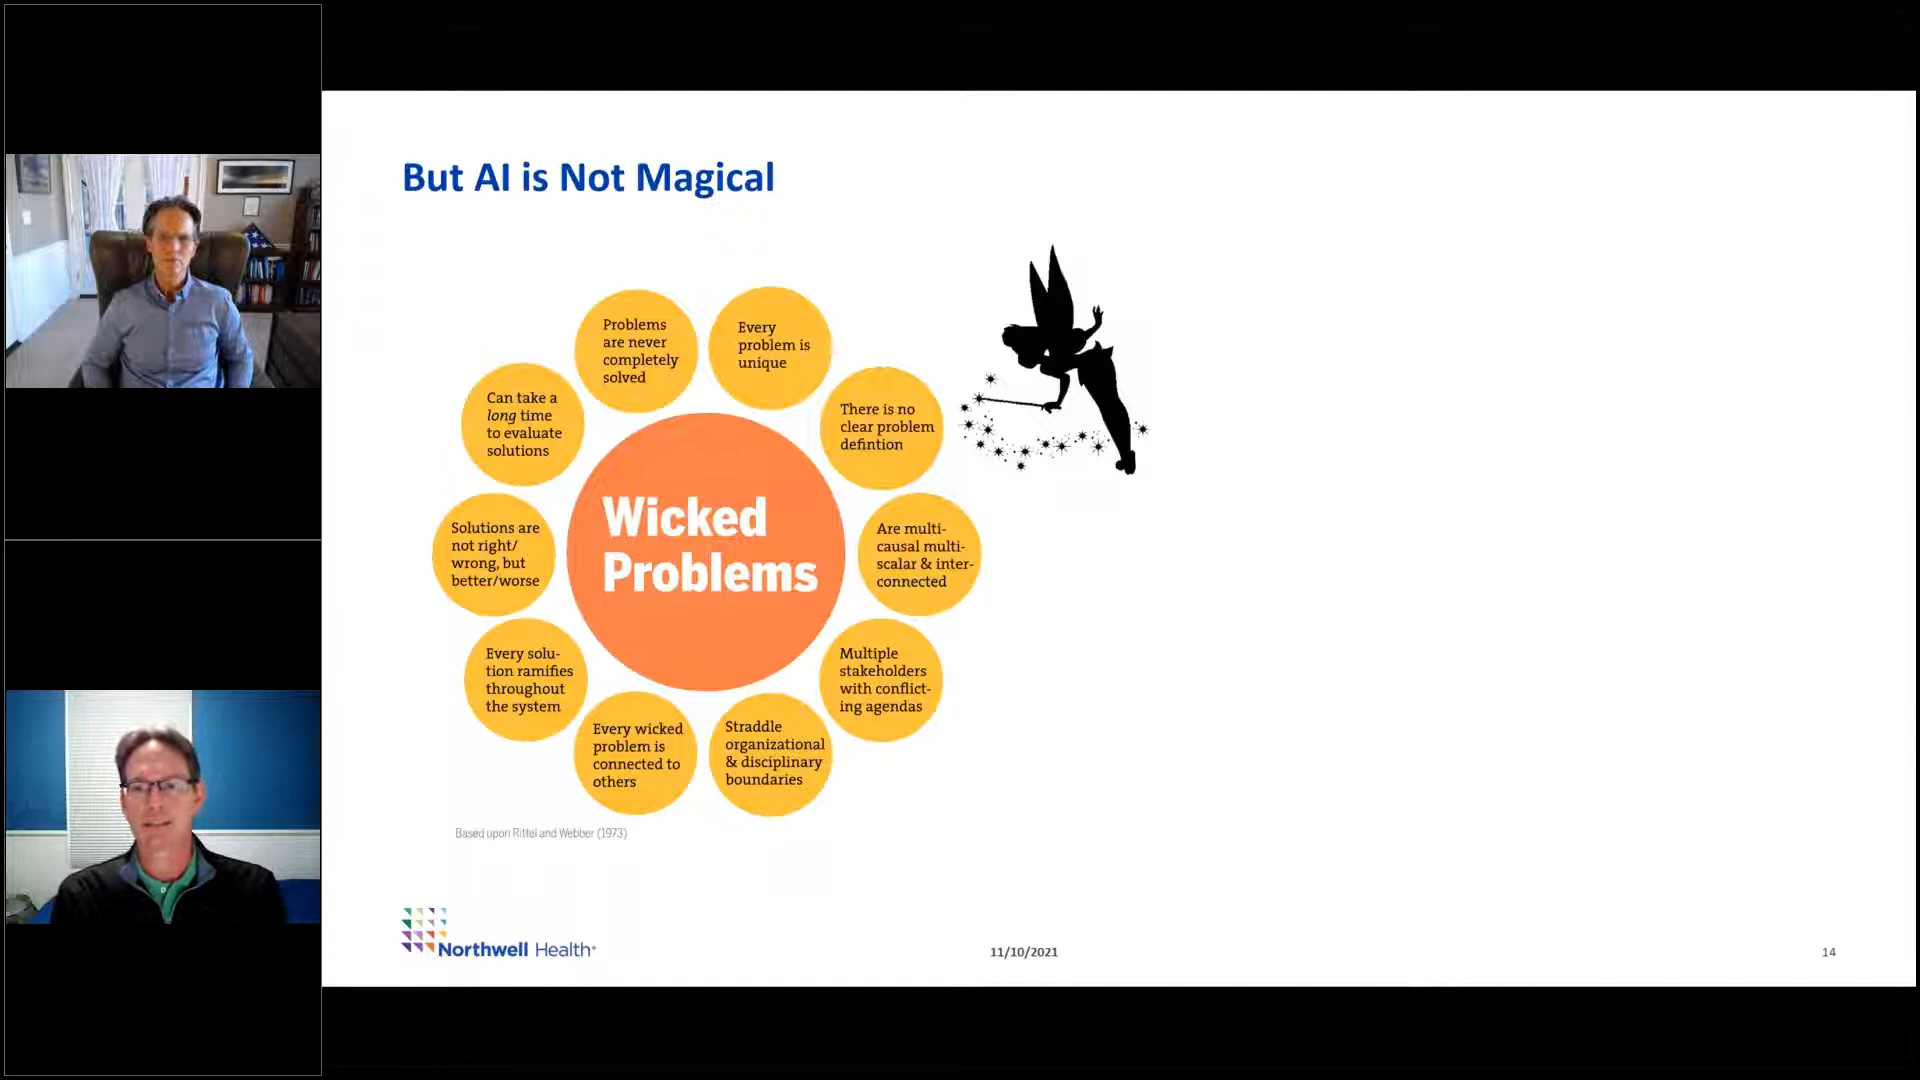 But AI is Not Magical
Problems
are never
completely
solved
Every
problem is
unique
Can take a
long time
to evaluate
solutions
There is no
clear problem
defintion
Wicked
Problems
Solutions are
not right/
wrong, but
better/worse
Are multi-
causal multi-
scalar & inter-
connected
Every solu-
tion ramifies
throughout
the system
Multiple
stakeholders
with conflict-
ing agendas
Every wicked
problem is
connected to
others
Straddle
organizational
& disciplinary
boundaries
Based upon Rittel and Webber (1973)
Northwell Health®
11/10/2021
14